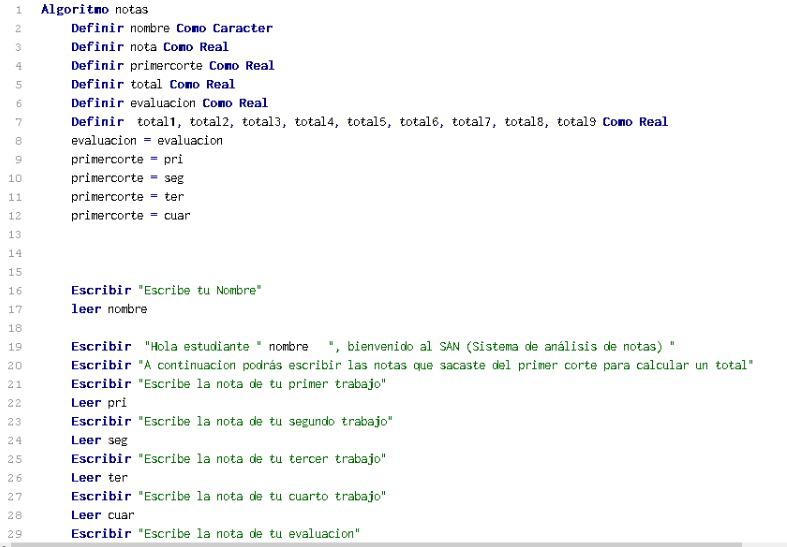 1 Algoritmo notas
2 Definir nombre Como Caracter
3 Definir nota Como Real
4 Definir primercorte Como Real
5 Definir total Como Real
6 Definir evaluacion Como Real
7 Definir total1, total2, total3, total4, total5, total6, total7, total8, total9 Como Real
8 evaluacion = evaluacion
9 primercorte = pri
10 primercorte = seg
11 primercorte = ter
12 primercorte = cuar
13
14
15
16 Escribir "Escribe tu Nombre"
17 leer nombre
18
19 Escribir "Hola estudiante " nombre ", bienvenido al SAN (Sistema de análisis de notas) "
20 Escribir "A continuacion podrás escribir las notas que sacaste del primer corte para calcular un total"
21 Escribir "Escribe la nota de tu primer trabajo"
22 Leer pri
23 Escribir "Escribe la nota de tu segundo trabajo"
24 Leer seg
25 Escribir "Escribe la nota de tu tercer trabajo"
26 Leer ter
27 Escribir "Escribe la nota de tu cuarto trabajo"
28 Leer cuar
29 Escribir "Escribe la nota de tu evaluacion"